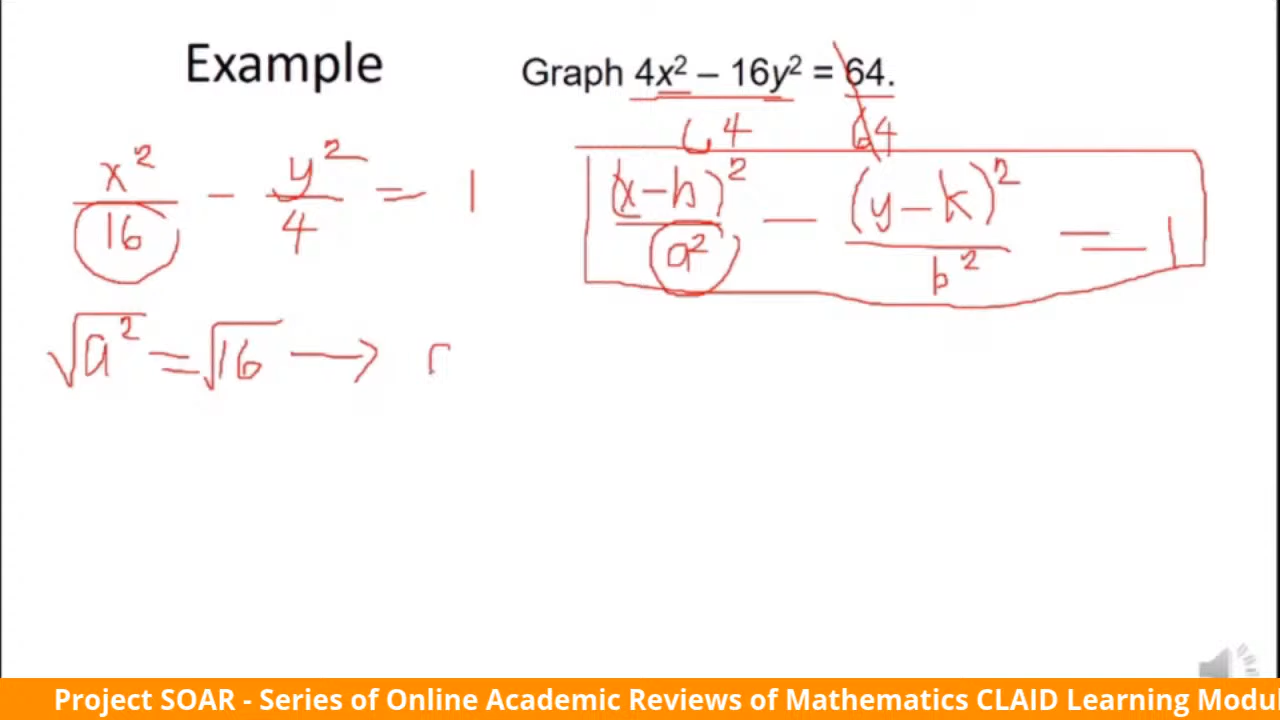 Example
Graph 4x² – 16y² = 64.
64 64
x²/16 - y²/4 = 1
(x-h)²/a² - (y-k)²/b² = 1
√a² = √16 →
Project SOAR - Series of Online Academic Reviews of Mathematics CLAID Learning Modu